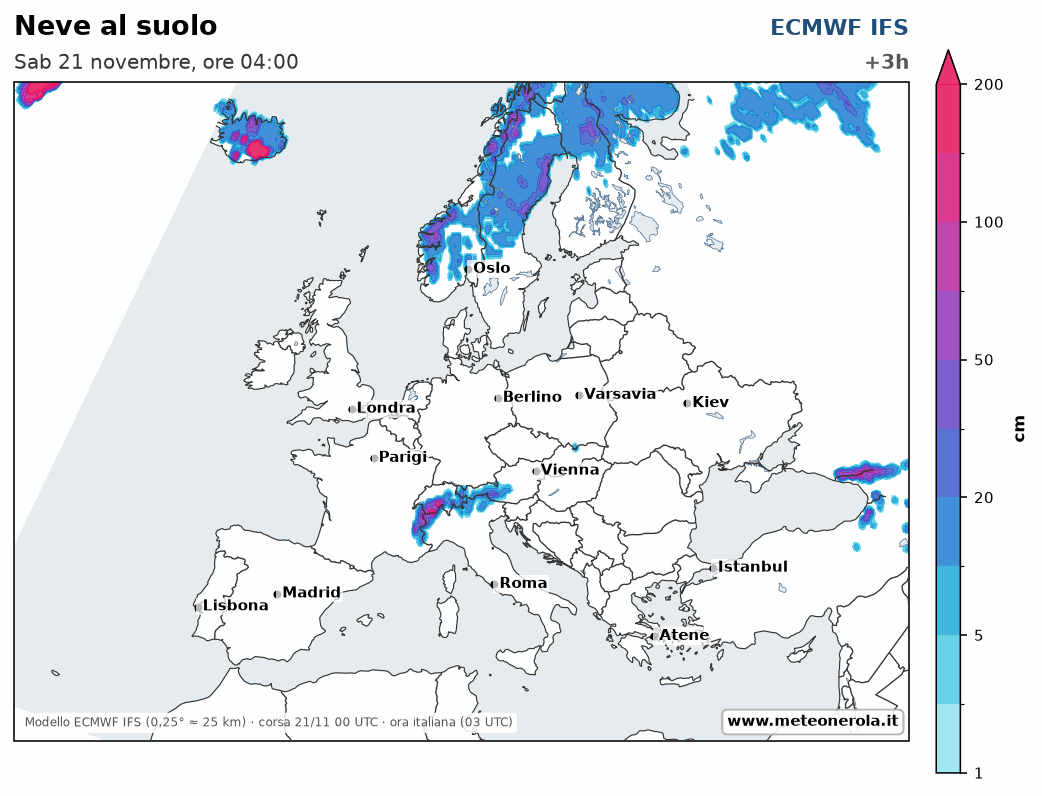 Neve al suolo
ECMWF IFS
Sab 21 novembre, ore 04:00
+3h
200
100
50
20
5
1
cm
Oslo
Berlino
Varsavia
Londra
Kiev
Parigi
Vienna
Istanbul
Roma
Madrid
Lisbona
Atene
Modello ECMWF IFS (0,25° ≈ 25 km) · corsa 21/11 00 UTC · ora italiana (03 UTC)
www.meteonerola.it